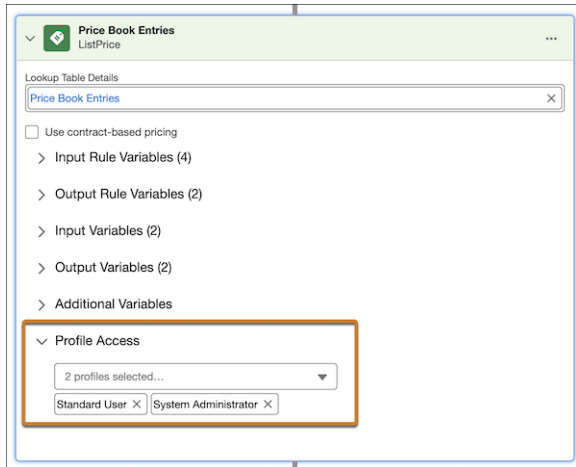 Price Book Entries
ListPrice
Lookup Table Details
Price Book Entries
Use contract-based pricing
Input Rule Variables (4)
Output Rule Variables (2)
Input Variables (2)
Output Variables (2)
Additional Variables
Profile Access
2 profiles selected...
Standard User System Administrator